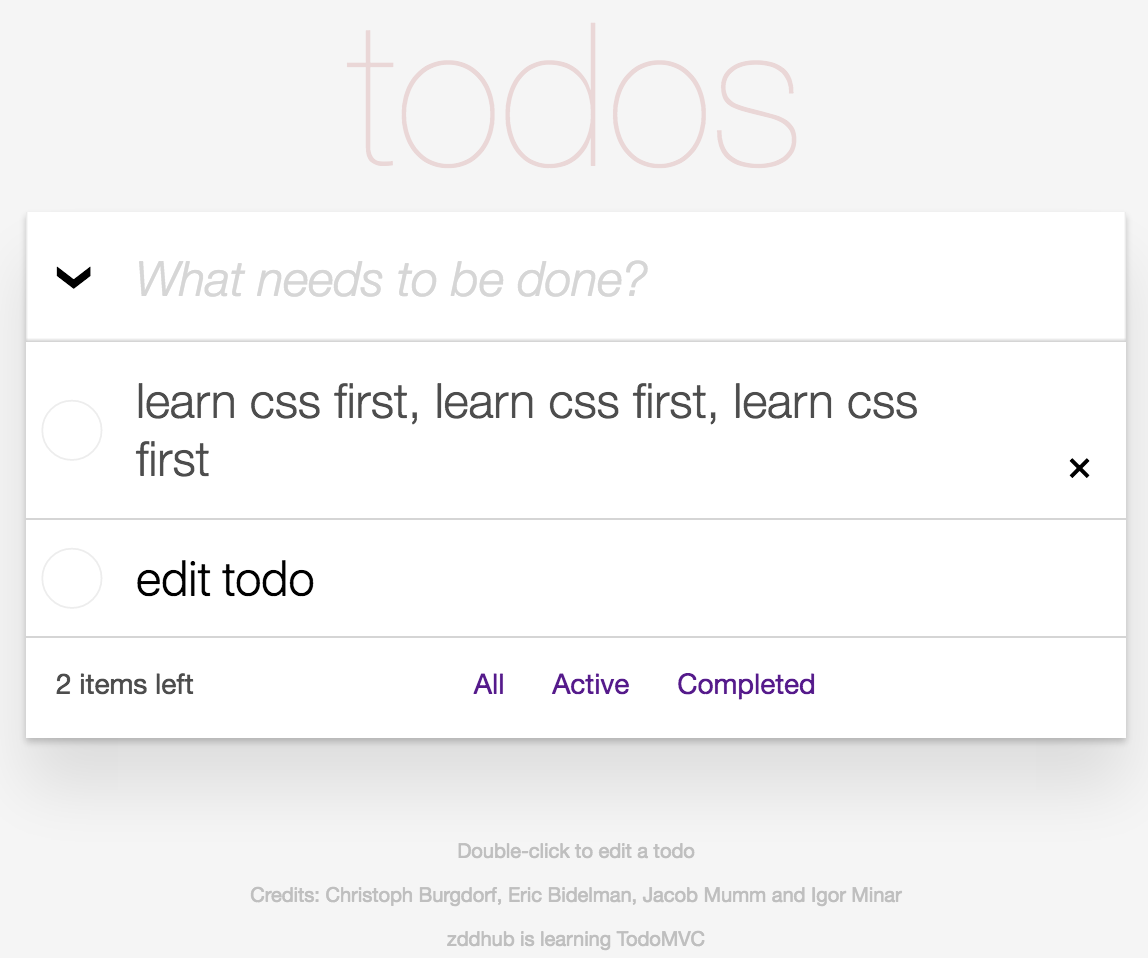 todos
What needs to be done?
learn css first, learn css first, learn css
first
edit todo
2 items left All Active Completed
Double-click to edit a todo
Credits: Christoph Burgdorf, Eric Bidelman, Jacob Mumm and Igor Minar
zddhub is learning TodoMVC